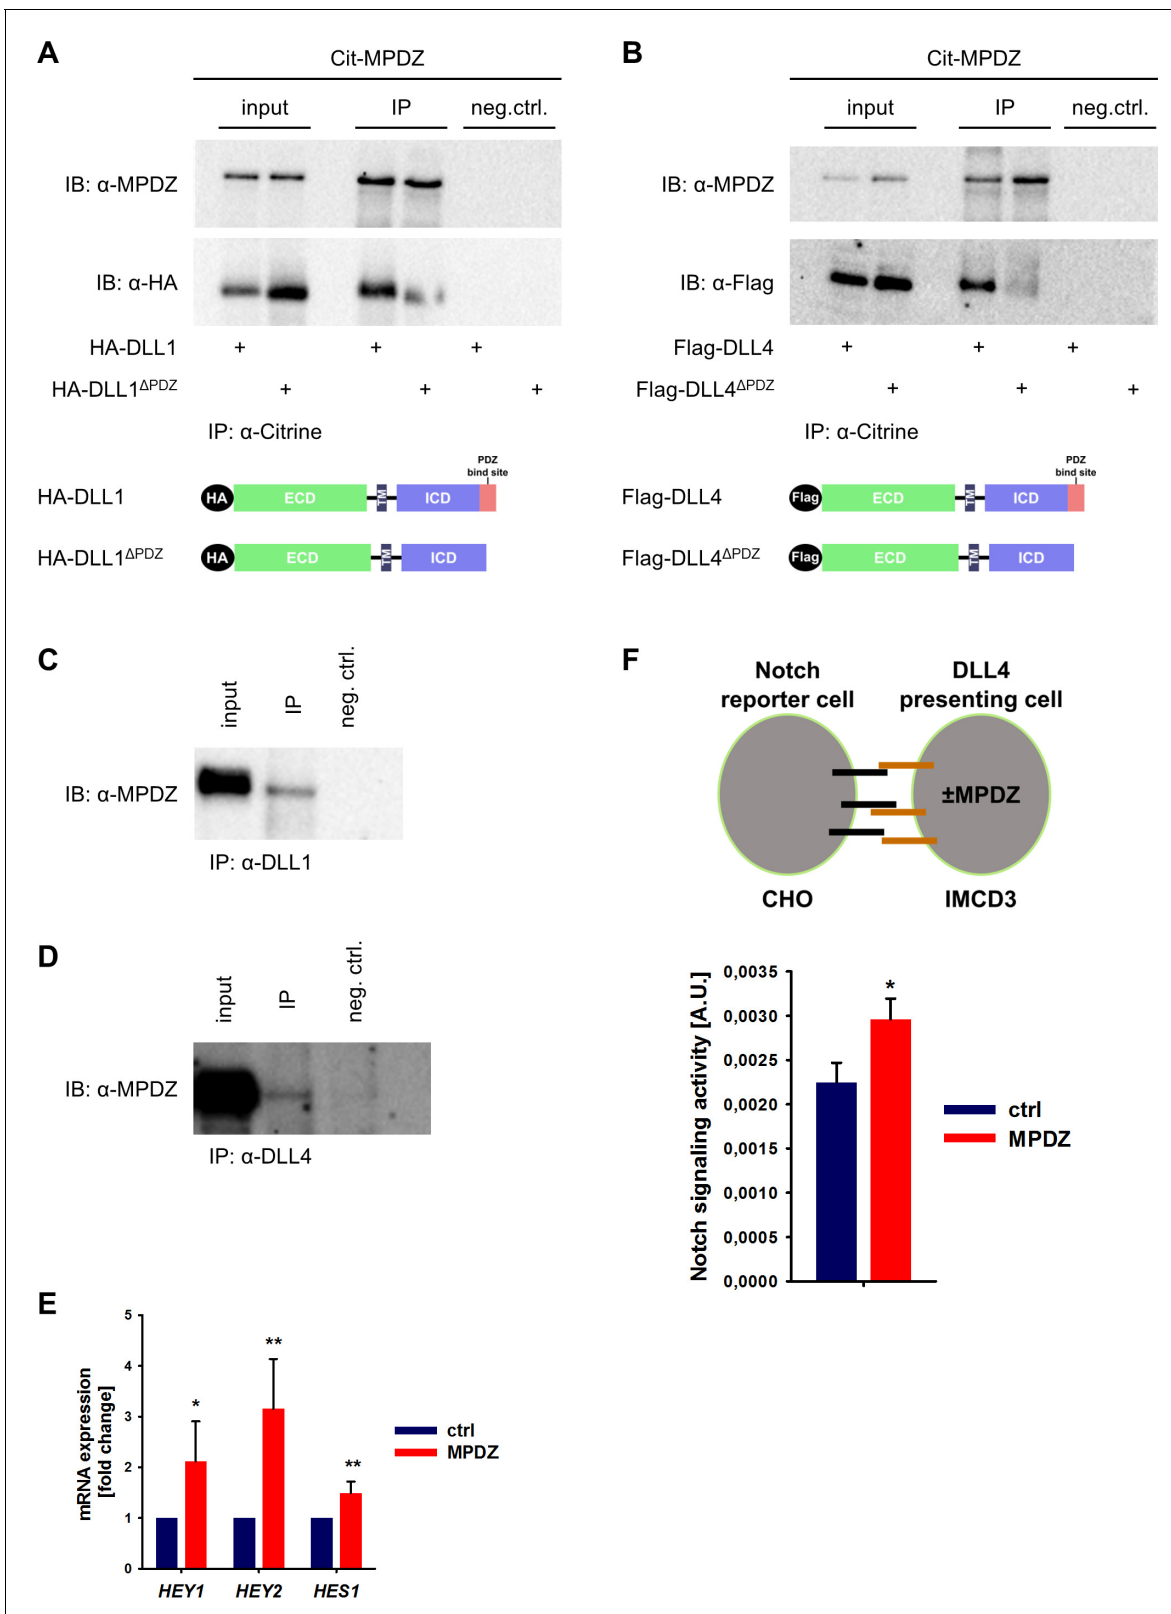 A
Cit-MPDZ
input IP neg.ctrl.
IB: α-MPDZ
IB: α-HA
HA-DLL1 + + +
HA-DLL1ΔPDZ + + +
IP: α-Citrine
PDZ
bind site
HA-DLL1 HA ECD TM ICD
HA-DLL1ΔPDZ HA ECD TM ICD
B
Cit-MPDZ
input IP neg.ctrl.
IB: α-MPDZ
IB: α-Flag
Flag-DLL4 + + +
Flag-DLL4ΔPDZ + + +
IP: α-Citrine
PDZ
bind site
Flag-DLL4 Flag ECD TM ICD
Flag-DLL4ΔPDZ Flag ECD TM ICD
C
input IP neg. ctrl.
IB: α-MPDZ
IP: α-DLL1
D
input IP neg. ctrl.
IB: α-MPDZ
IP: α-DLL4
E
mRNA expression
[fold change]
5
4
3
2
1
0
* ** **
HEY1 HEY2 HES1
ctrl
MPDZ
F
Notch
reporter cell
DLL4
presenting cell
±MPDZ
CHO IMCD3
Notch signaling activity [A.U.]
0,0035
0,0030
0,0025
0,0020
0,0015
0,0010
0,0005
0,0000
*
ctrl
MPDZ